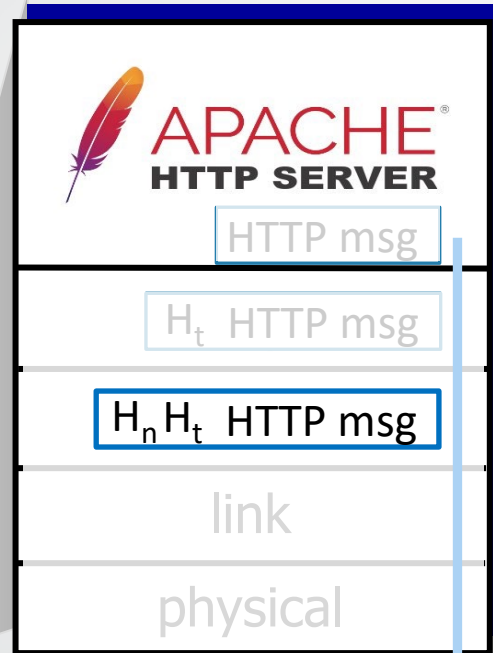 APACHE®
HTTP SERVER
HTTP msg
Ht HTTP msg
Hn Ht HTTP msg
link
physical